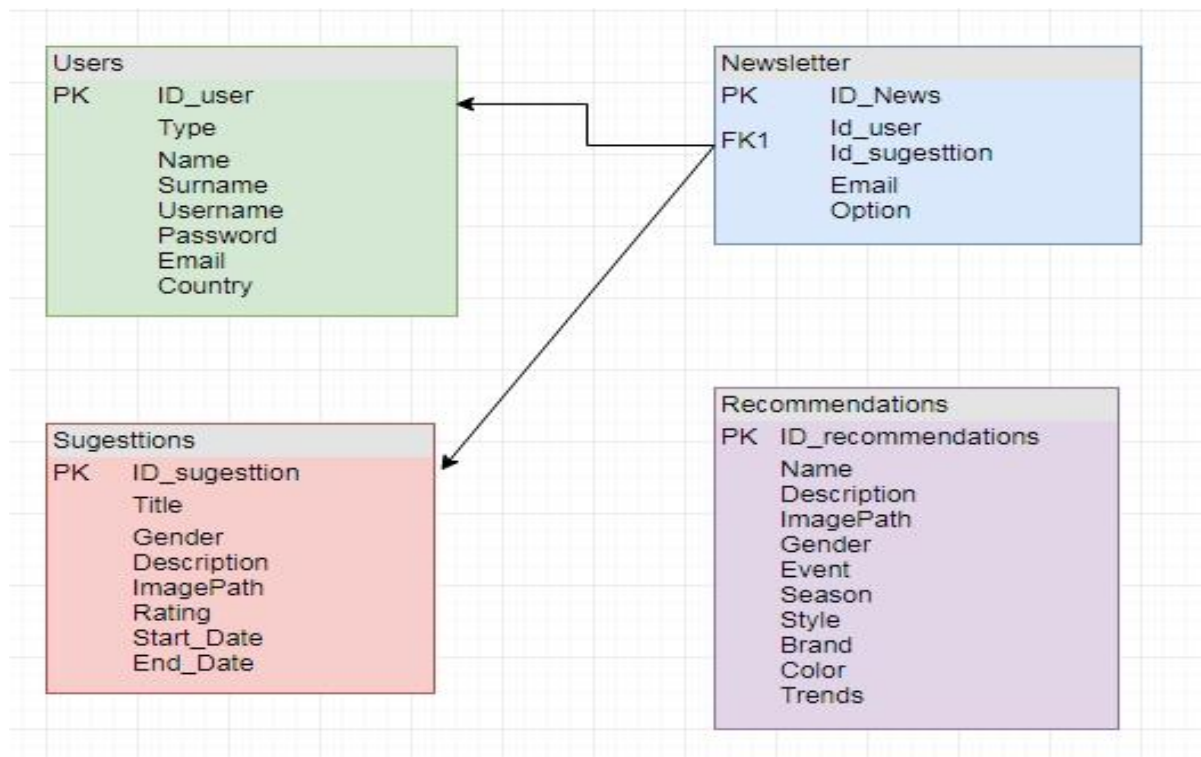 Users
PK ID_user
Type
Name
Surname
Username
Password
Email
Country
Newsletter
PK ID_News
FK1 Id_user
Id_sugesttion
Email
Option
Sugesttions
PK ID_sugesttion
Title
Gender
Description
ImagePath
Rating
Start_Date
End_Date
Recommendations
PK ID_recommendations
Name
Description
ImagePath
Gender
Event
Season
Style
Brand
Color
Trends